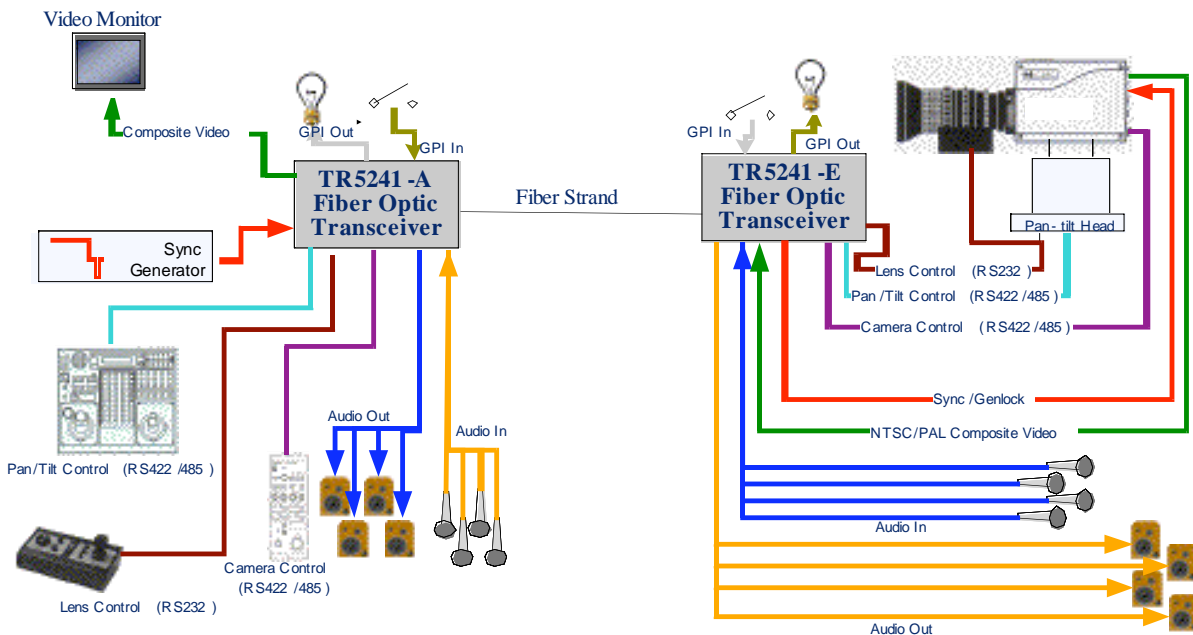 Video Monitor
Composite Video
GPI Out
GPI In
TR5241 -A
Fiber Optic
Transceiver
Sync
Generator
Fiber Strand
GPI In
GPI Out
TR5241 -E
Fiber Optic
Transceiver
Pan- tilt Head
Lens Control (RS232 )
Pan /Tilt Control (RS422 /485 )
Camera Control ( RS422 /485 )
Sync /Genlock
NTSC/PAL Composite Video
Audio In
Audio Out
Pan/Tilt Control (RS422 /485 )
Lens Control (RS232 )
Camera Control
(RS422 /485)
Audio Out
Audio In